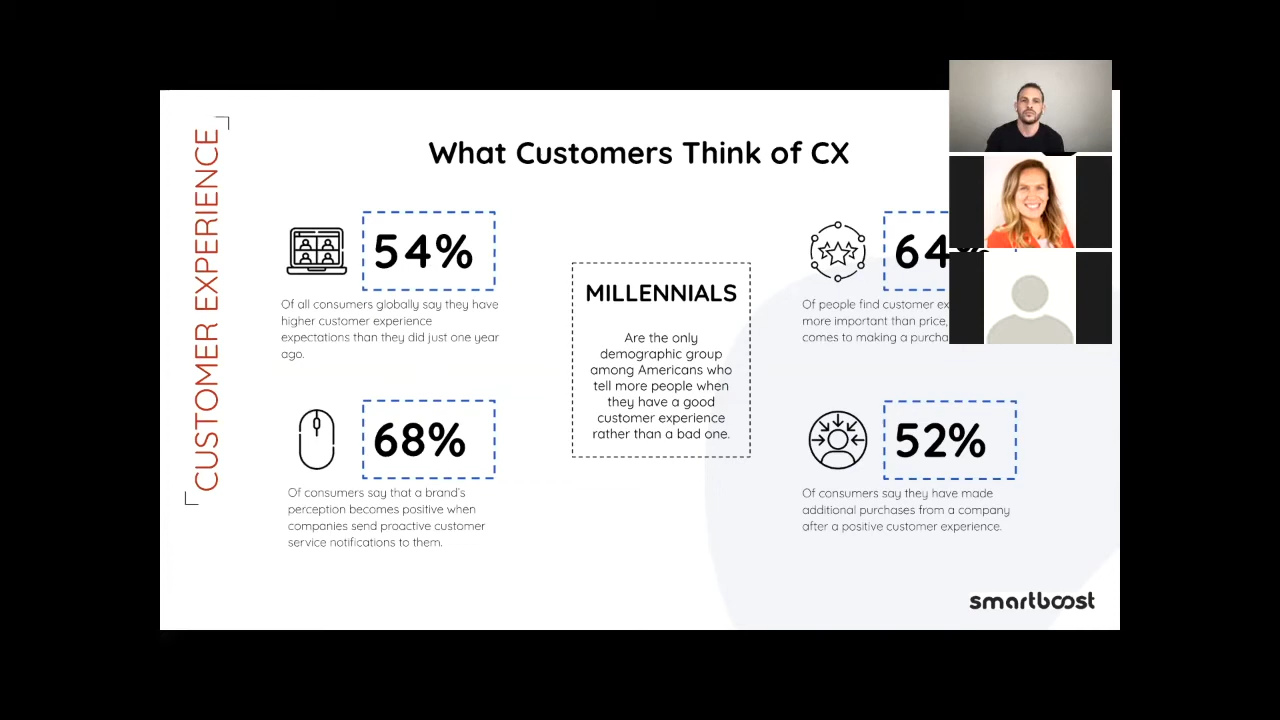 CUSTOMER EXPERIENCE
What Customers Think of CX
54%
Of all consumers globally say they have
higher customer experience
expectations than they did just one year
ago.
68%
Of consumers say that a brand's
perception becomes positive when
companies send proactive customer
service notifications to them.
MILLENNIALS
Are the only
demographic group
among Americans who
tell more people when
they have a good
customer experience
rather than a bad one.
64%
Of people find customer
more important than price,
comes to making a
52%
Of consumers say they have made
additional purchases from a company
after a positive customer experience.
smartboost